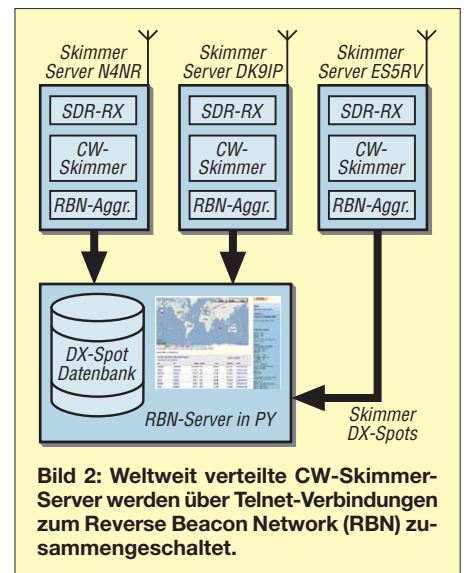 Skimmer
Server N4NR
Skimmer
Server DK9IP
Skimmer
Server ES5RV
SDR-RX
SDR-RX
SDR-RX
CW-
Skimmer
CW-
Skimmer
CW-
Skimmer
RBN-Aggr.
RBN-Aggr.
RBN-Aggr.
DX-Spot
Datenbank
RBN-Server in PY
Skimmer
DX-Spots
Bild 2: Weltweit verteilte CW-Skimmer-
Server werden über Telnet-Verbindungen
zum Reverse Beacon Network (RBN) zu-
sammengeschaltet.